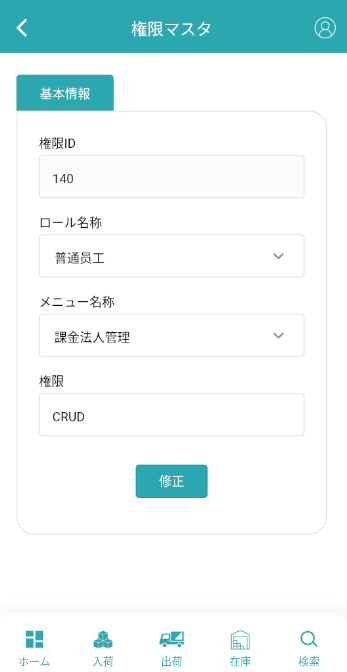 権限マスタ
基本情報
権限ID
140
ロール名称
普通员工
メニュー名称
課金法人管理
権限
CRUD
修正
ホーム
入荷
出荷
在庫
検索